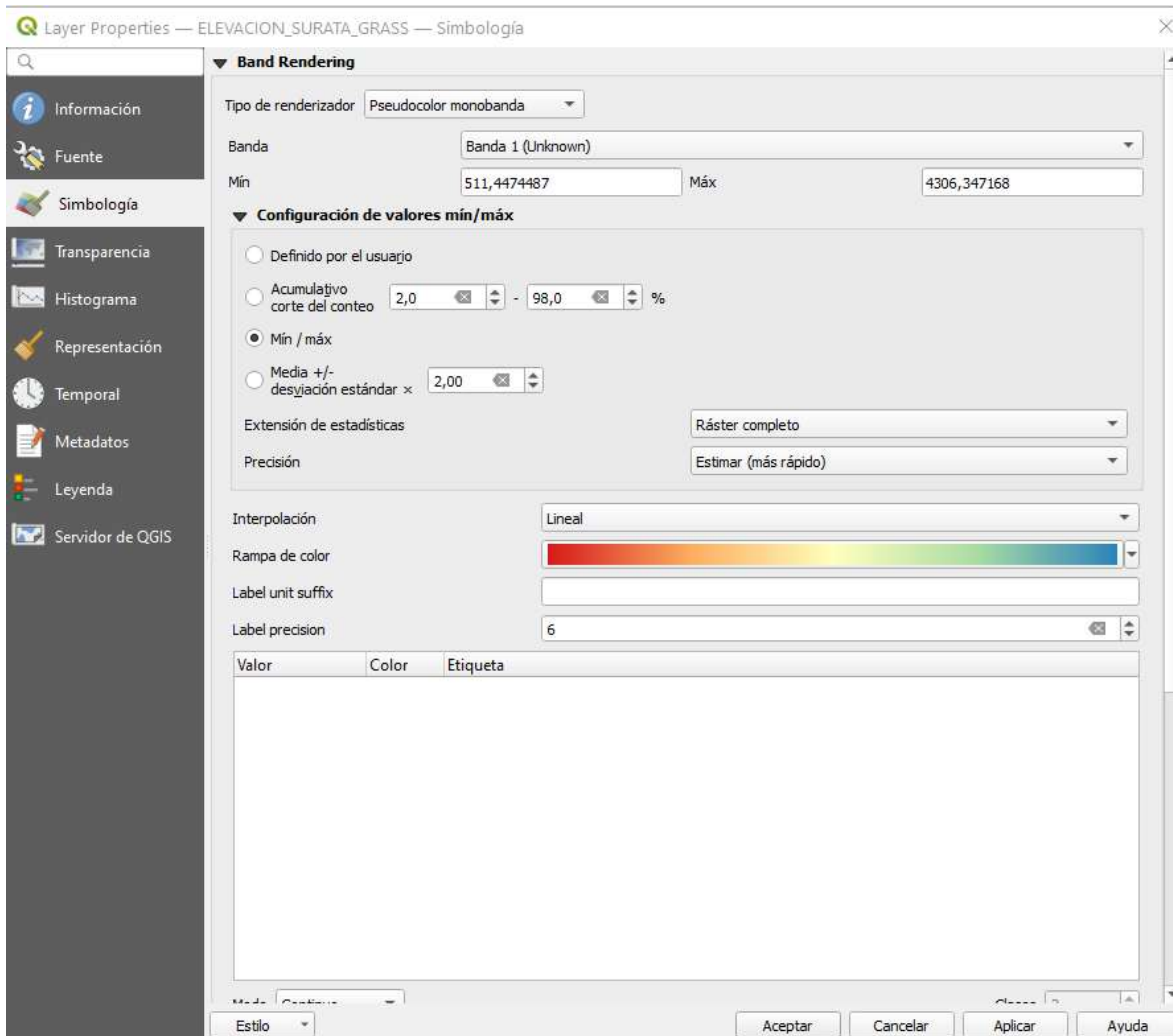 Layer Properties — ELEVACION_SURATA_GRASS — Simbología
Información
Fuente
Simbología
Transparencia
Histograma
Representación
Temporal
Metadatos
Leyenda
Servidor de QGIS
Band Rendering
Tipo de renderizador Pseudocolor monobanda
Banda Banda 1 (Unknown)
Mín 511,4474487 Máx 4306,347168
Configuración de valores mín/máx
Definido por el usuario
Acumulativo
corte del conteo 2,0 - 98,0 %
Mín / máx
Media +/-
desviación estándar × 2,00
Extensión de estadísticas Ráster completo
Precisión Estimar (más rápido)
Interpolación Lineal
Rampa de color
Label unit suffix
Label precision 6
Valor Color Etiqueta
Modo Continuo
Estilo Aceptar Cancelar Aplicar Ayuda